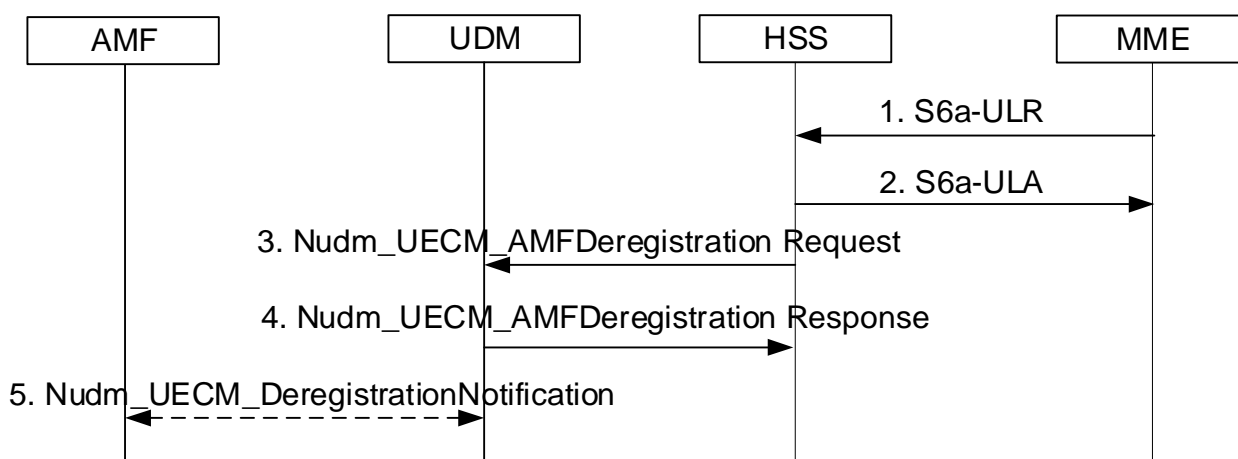 AMF
UDM
HSS
MME
1. S6a-ULR
2. S6a-ULA
3. Nudm_UECM_AMFDeregistration Request
4. Nudm_UECM_AMFDeregistration Response
5. Nudm_UECM_DeregistrationNotification